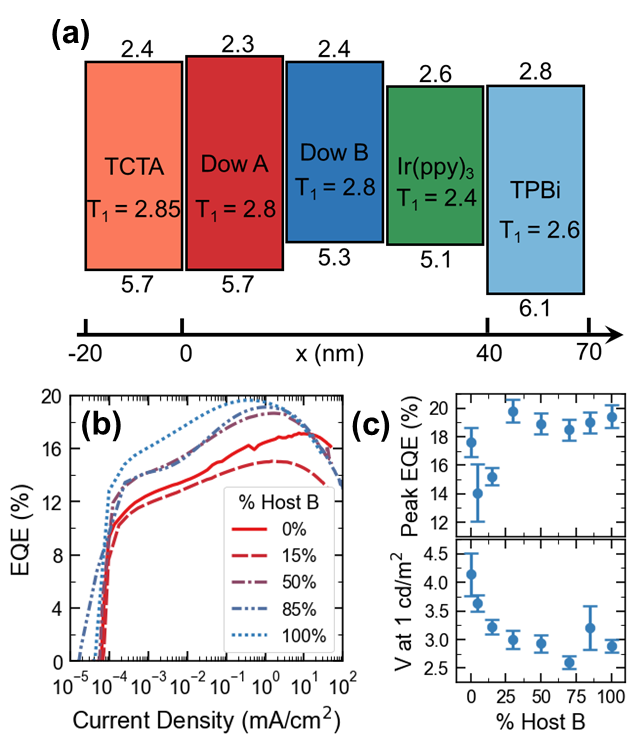 (a)
2.4 2.3 2.4 2.6 2.8
TCTA
T₁ = 2.85
Dow A
T₁ = 2.8
Dow B
T₁ = 2.8
Ir(ppy)₃
T₁ = 2.4
TPBi
T₁ = 2.6
5.7 5.7 5.3 5.1 6.1
-20 0 x (nm) 40 70
(b)
EQE (%)
20
16
12
8
4
0
% Host B
0%
15%
50%
85%
100%
10⁻⁵ 10⁻⁴ 10⁻³ 10⁻² 10⁻¹ 10⁰ 10¹ 10²
Current Density (mA/cm²)
(c)
Peak EQE (%)
20
18
16
14
12
V at 1 cd/m²
4.5
4.0
3.5
3.0
2.5
0 25 50 75 100
% Host B